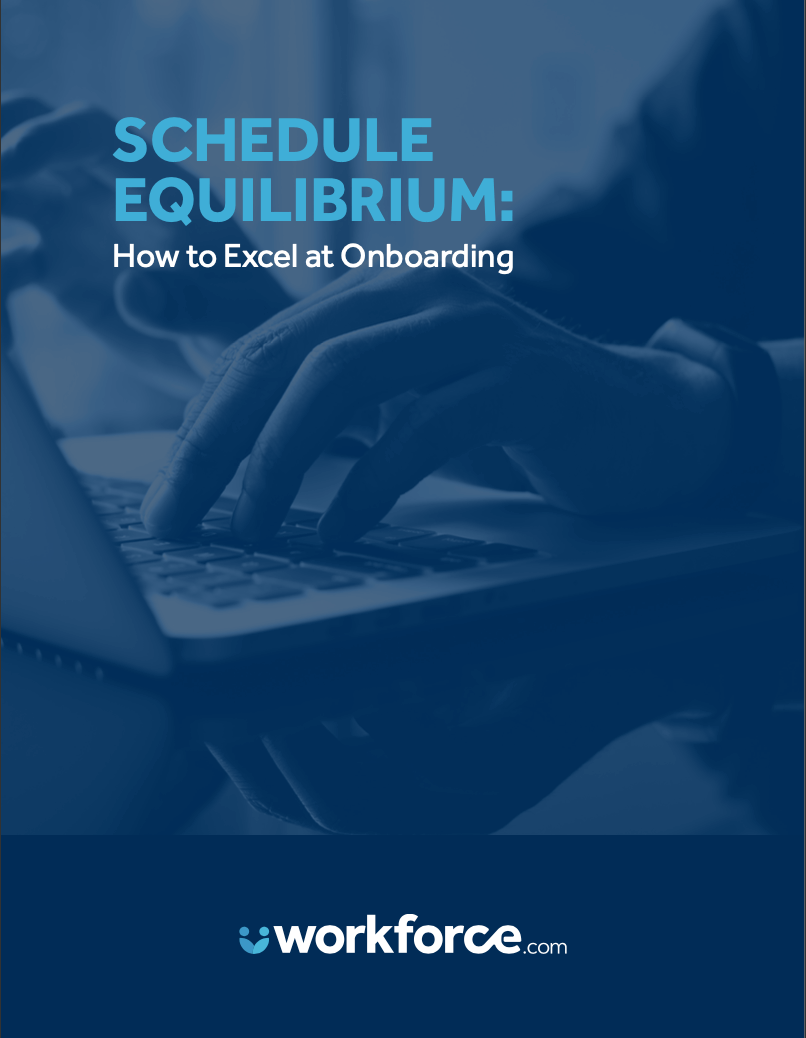 SCHEDULE
EQUILIBRIUM:
How to Excel at Onboarding
workforce.com